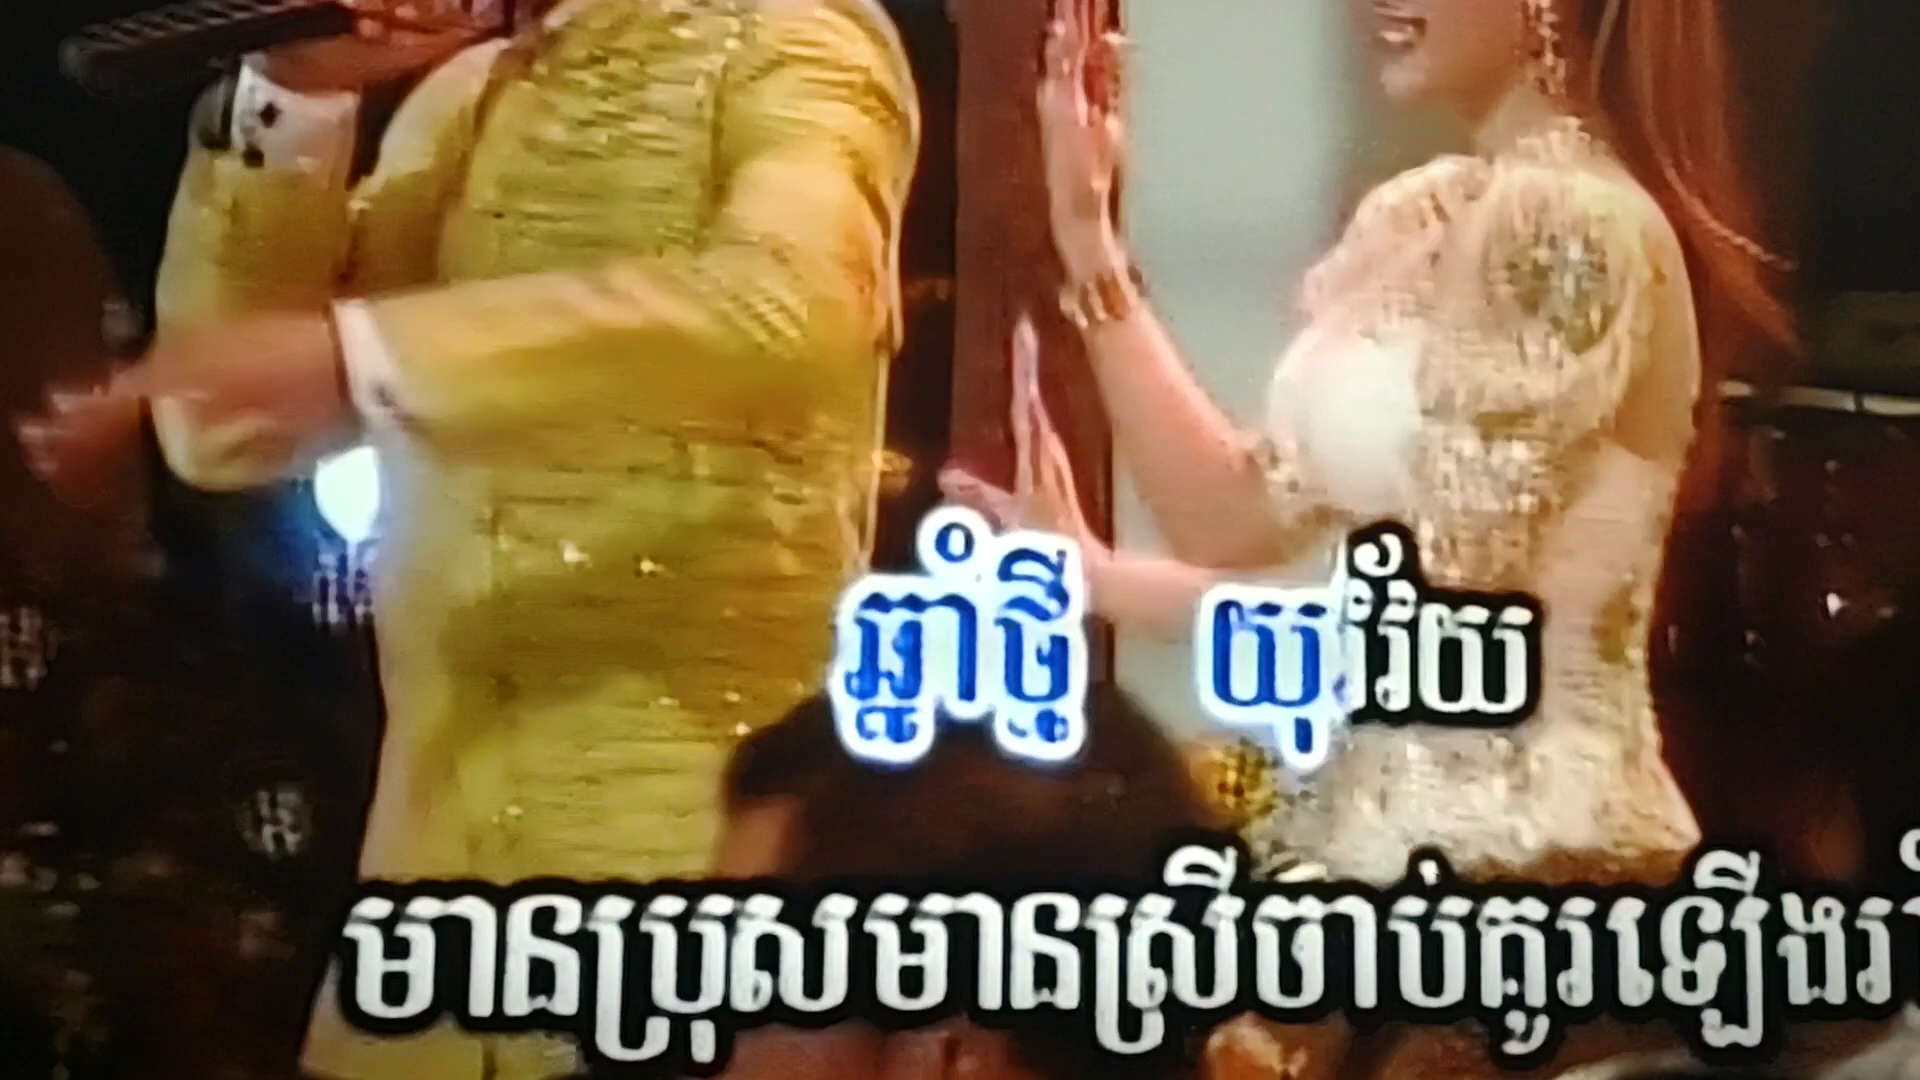 ឆ្នាំថ្មី យុវ័យ
មានប្រុសមានស្រីចាប់គូរឡើងរាំ